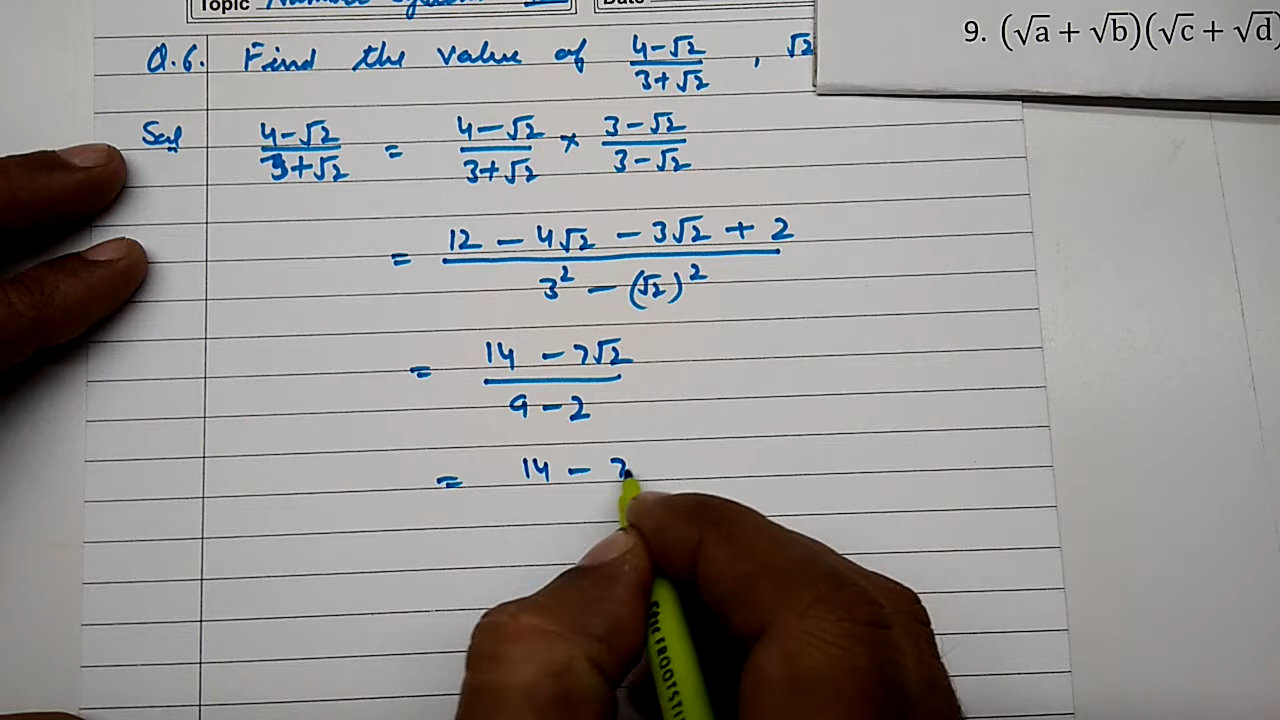 Topic Number System
Date
9. (√a + √b)(√c + √d)
Q.6. Find the value of (4-√2)/(3+√2) , √2
Sol (4-√2)/(3+√2) = (4-√2)/(3+√2) × (3-√2)/(3-√2)
= (12 - 4√2 - 3√2 + 2)/(3² - (√2)²)
= (14 - 7√2)/(9-2)
= 14 - 7